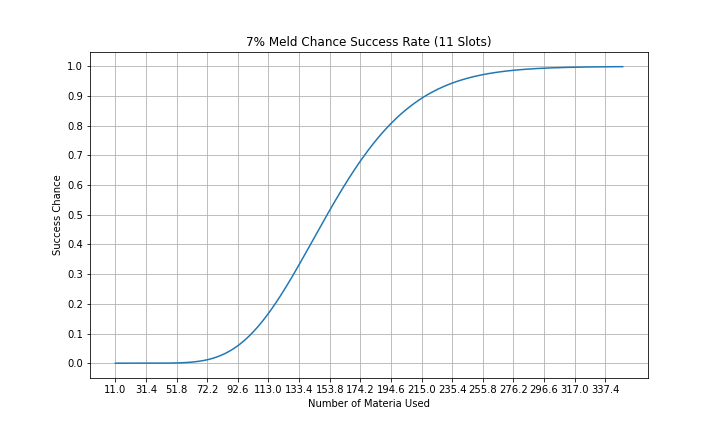 7% Meld Chance Success Rate (11 Slots)
1.0
0.9
0.8
0.7
0.6
0.5
0.4
0.3
0.2
0.1
0.0
Success Chance
11.0 31.4 51.8 72.2 92.6 113.0 133.4 153.8 174.2 194.6 215.0 235.4 255.8 276.2 296.6 317.0 337.4
Number of Materia Used